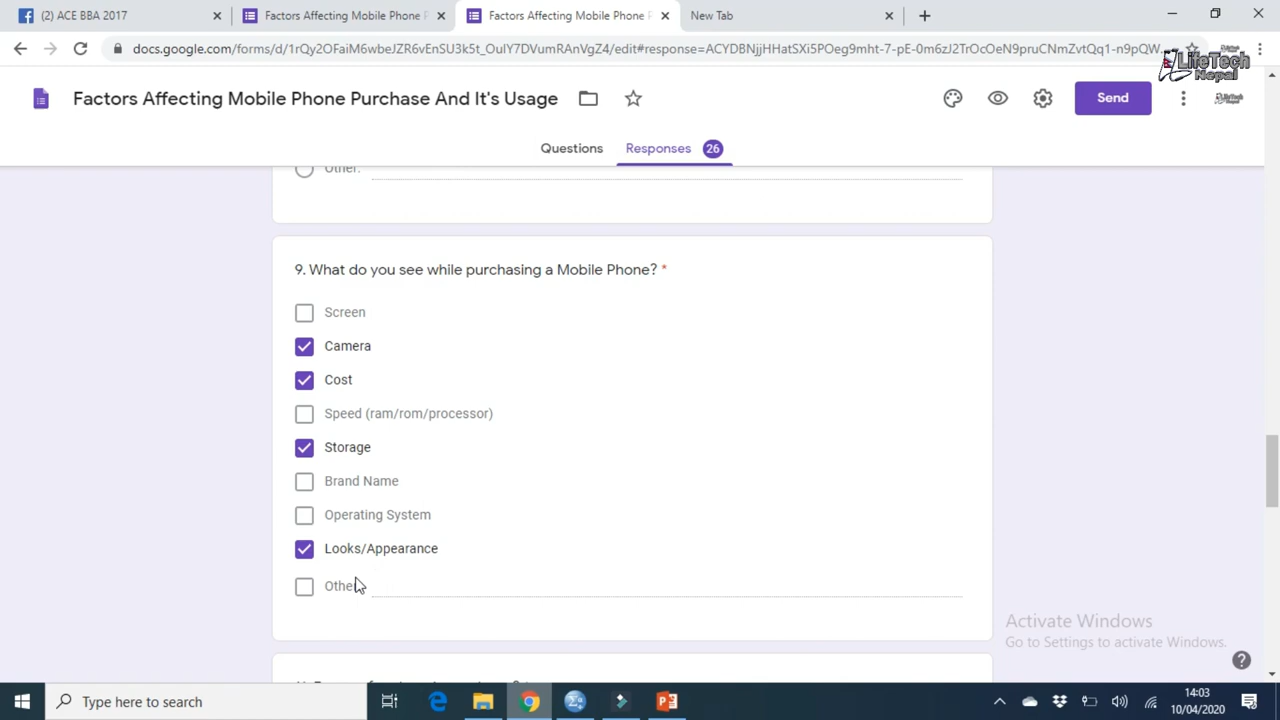 (2) ACE BBA 2017
Factors Affecting Mobile Phone P
Factors Affecting Mobile Phone P
New Tab
docs.google.com/forms/d/1rQy2OFaiM6wbeJZR6vEnSU3k5t_OulY7DVumRAnVgZ4/edit#response=ACYDBNjjHHatSXi5POeg9mht-7-pE-0m6zJ2TrOcOeN9pruCNmZvtQq1-n9pQW...
LifeTech
Nepal
Factors Affecting Mobile Phone Purchase And It's Usage
Send
Questions
Responses 26
Other:
9. What do you see while purchasing a Mobile Phone? *
Screen
Camera
Cost
Speed (ram/rom/processor)
Storage
Brand Name
Operating System
Looks/Appearance
Othe
Activate Windows
Go to Settings to activate Windows.
Type here to search
14:03
10/04/2020